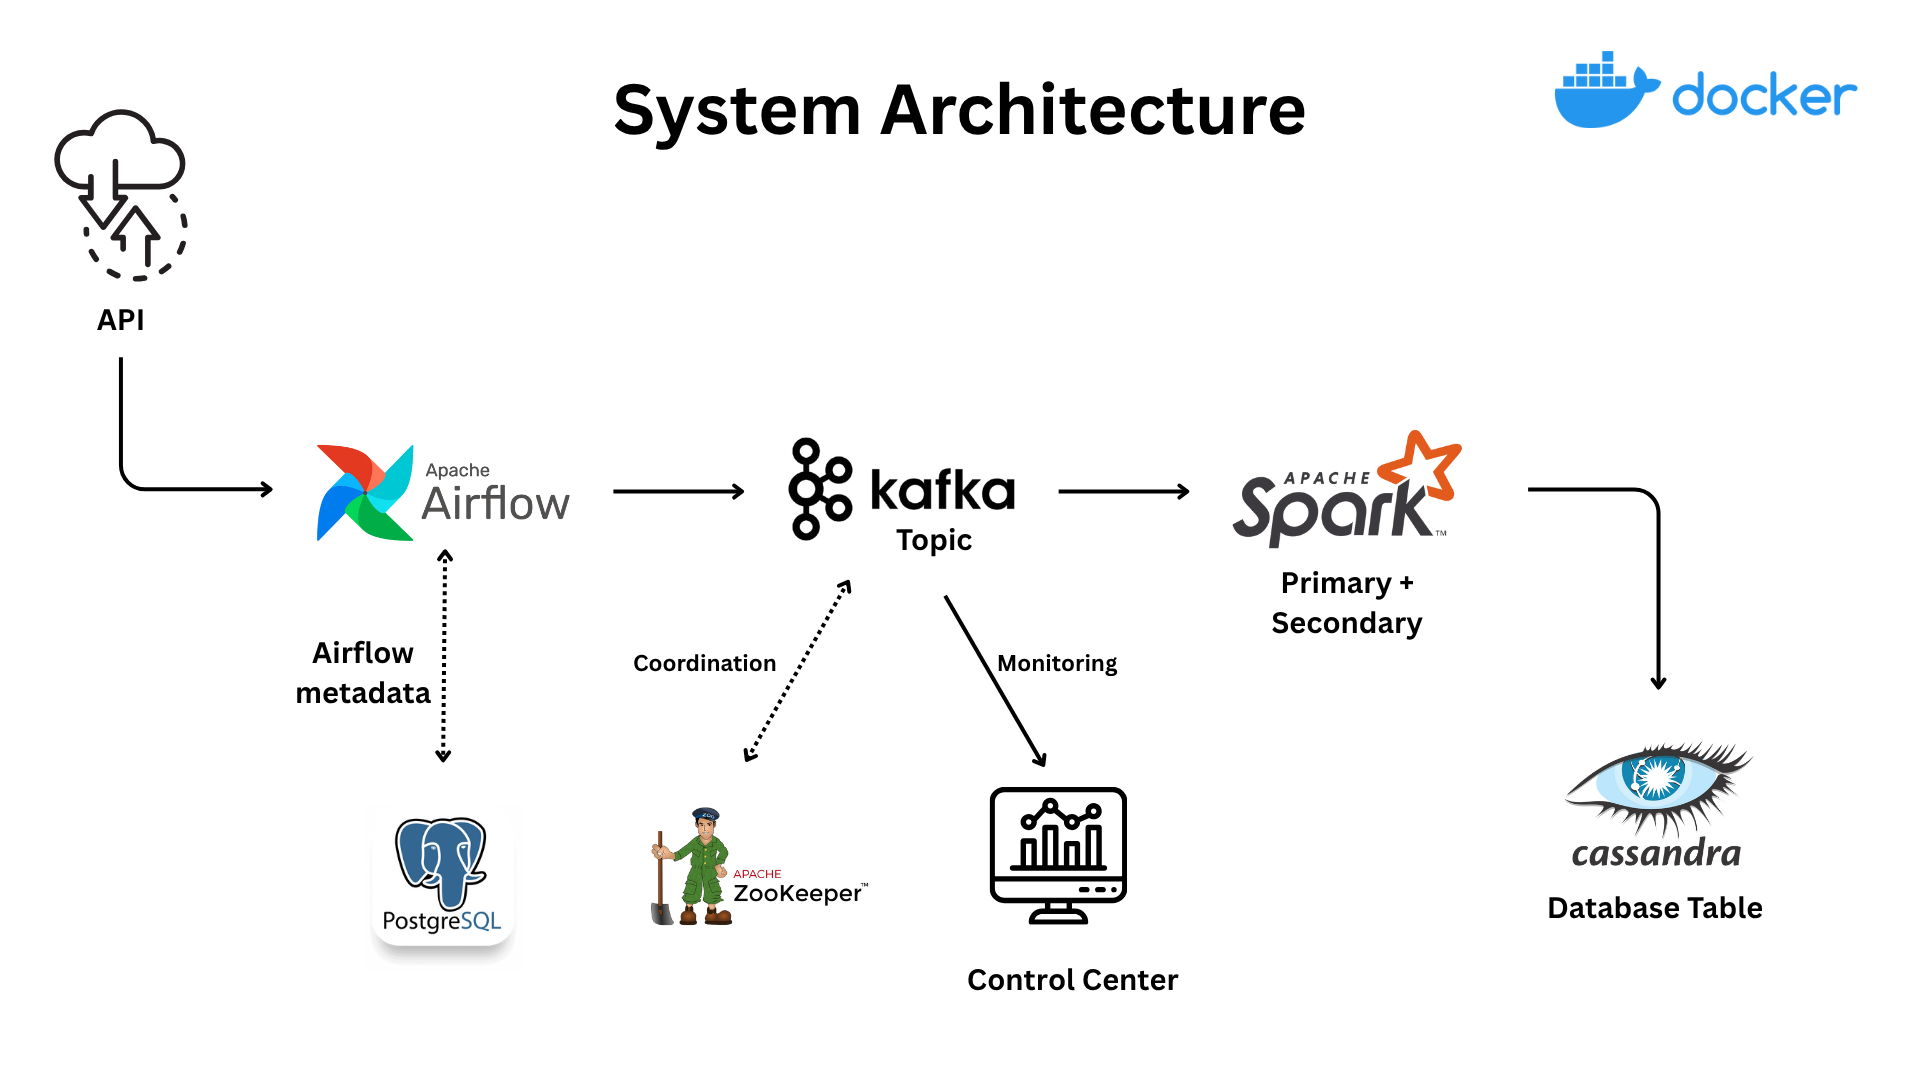 System Architecture
docker
API
Apache
Airflow
kafka
Topic
APACHE
Spark™
Primary +
Secondary
Airflow
metadata
Coordination
Monitoring
PostgreSQL
ZOO
APACHE
ZooKeeper™
Control Center
cassandra
Database Table